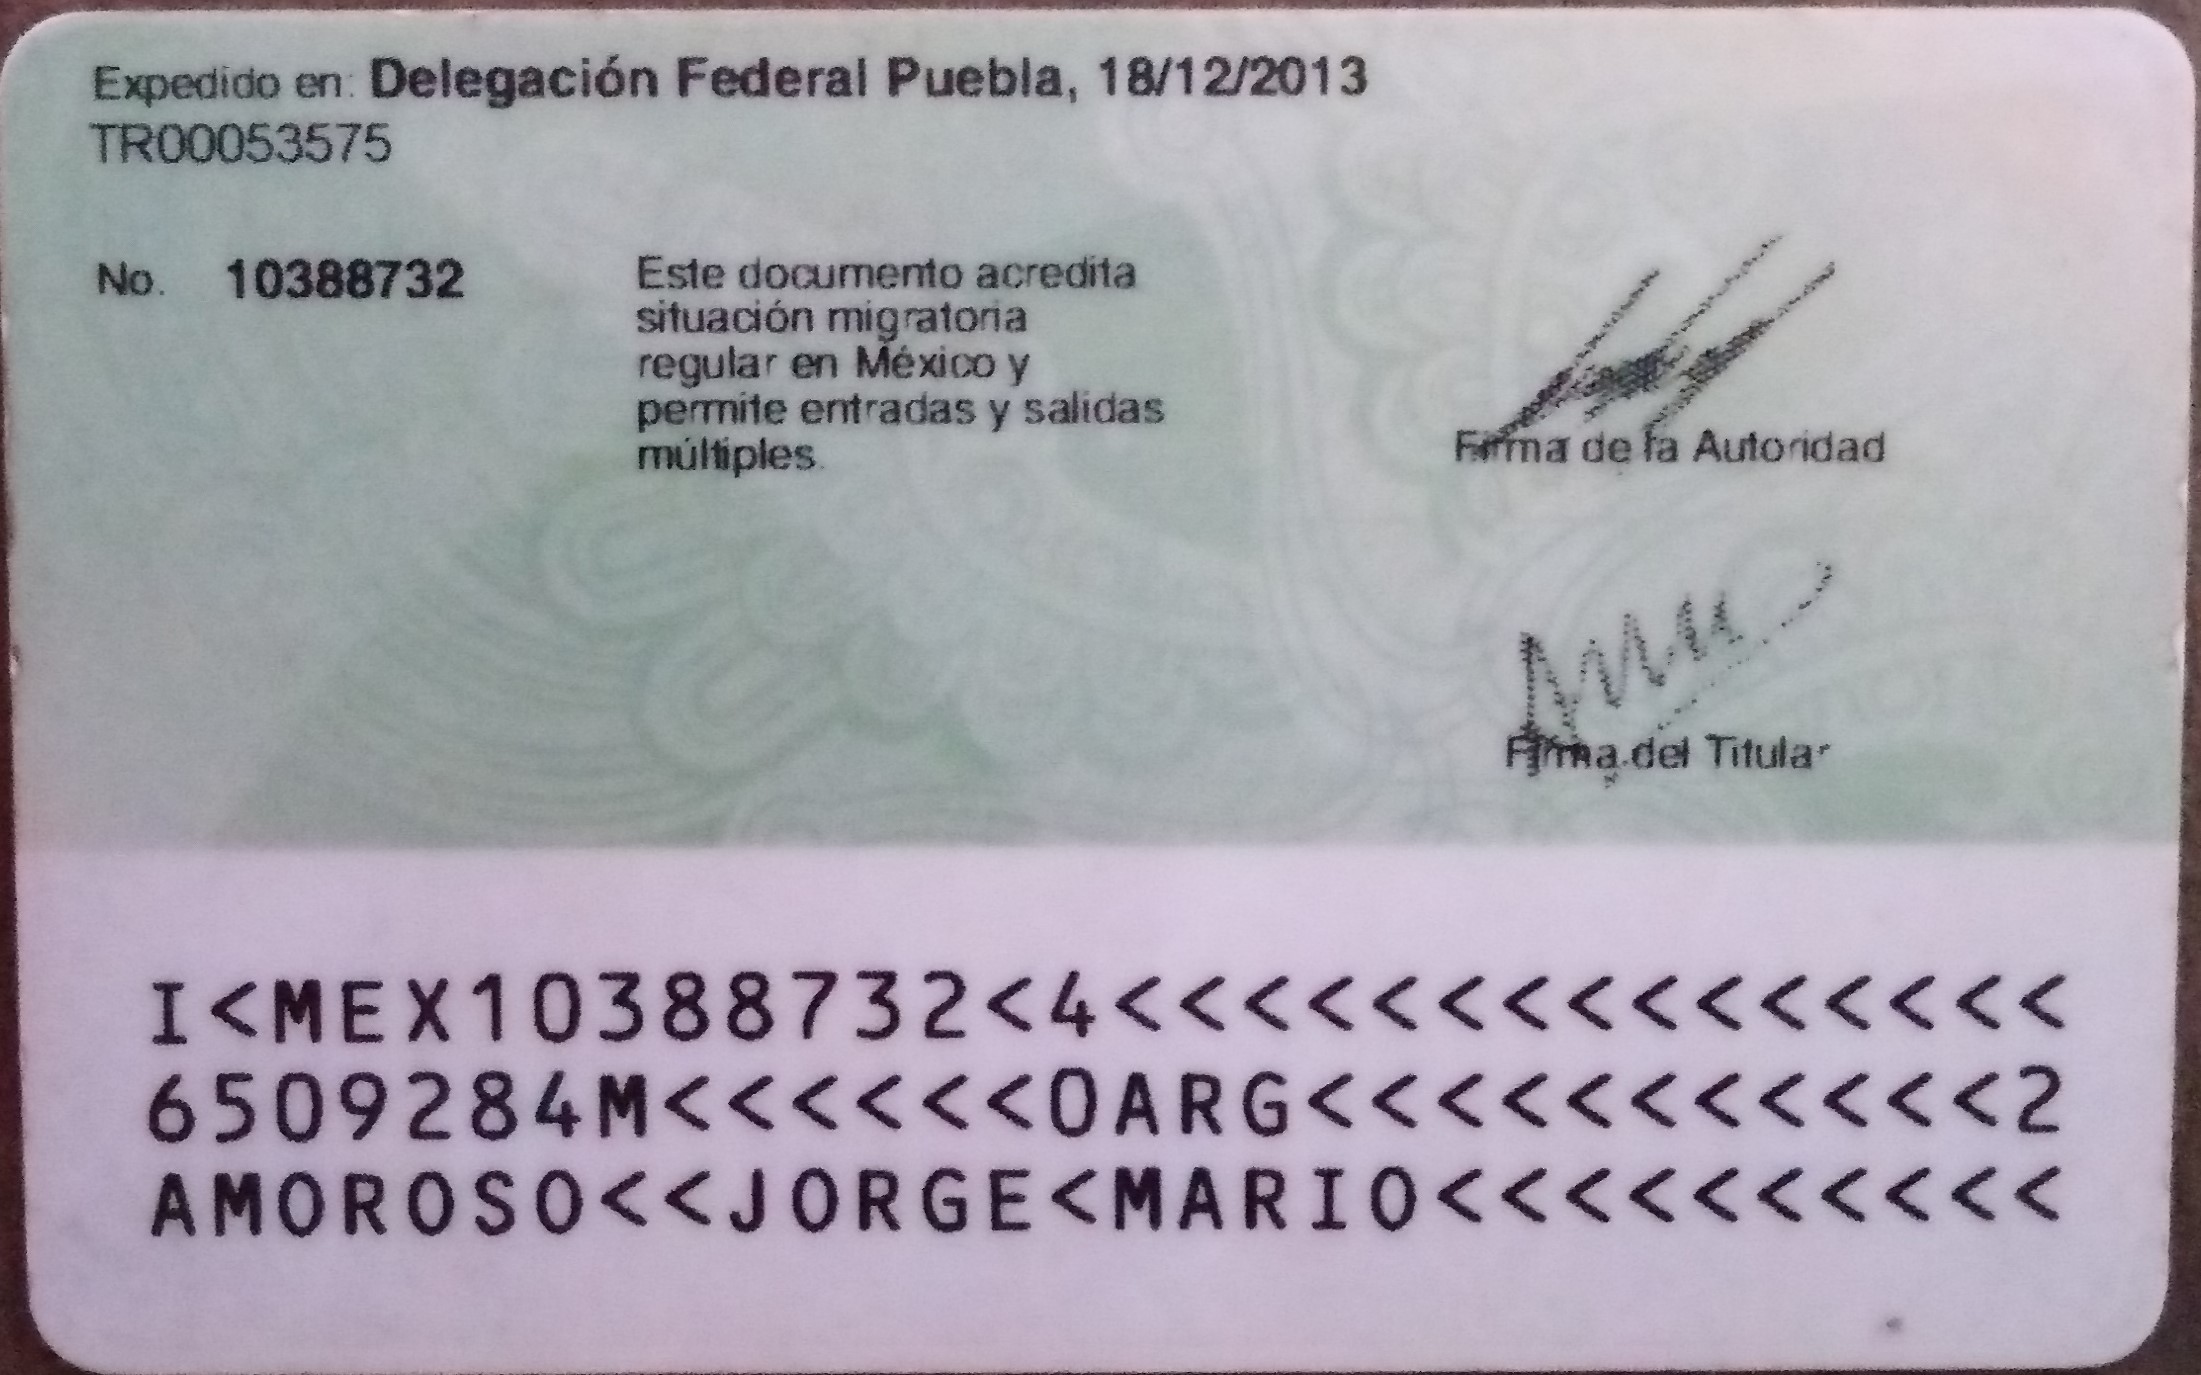 Expedido en: Delegación Federal Puebla, 18/12/2013
TR00053575
No. 10388732
Este documento acredita
situación migratoria
regular en México y
permite entradas y salidas
múltiples.
Firma de la Autoridad
Firma del Titular
I<MEX10388732<4<<<<<<<<<<<<<<<
6509284M<<<<<<0ARG<<<<<<<<<<<2
AMOROSO<<JORGE<MARIO<<<<<<<<<<